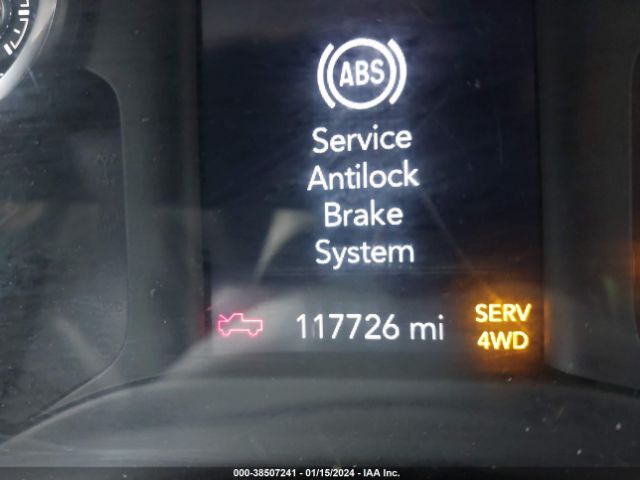 ABS
Service
Antilock
Brake
System
117726 mi
SERV
4WD
000-38507241 - 01/15/2024 - IAA Inc.